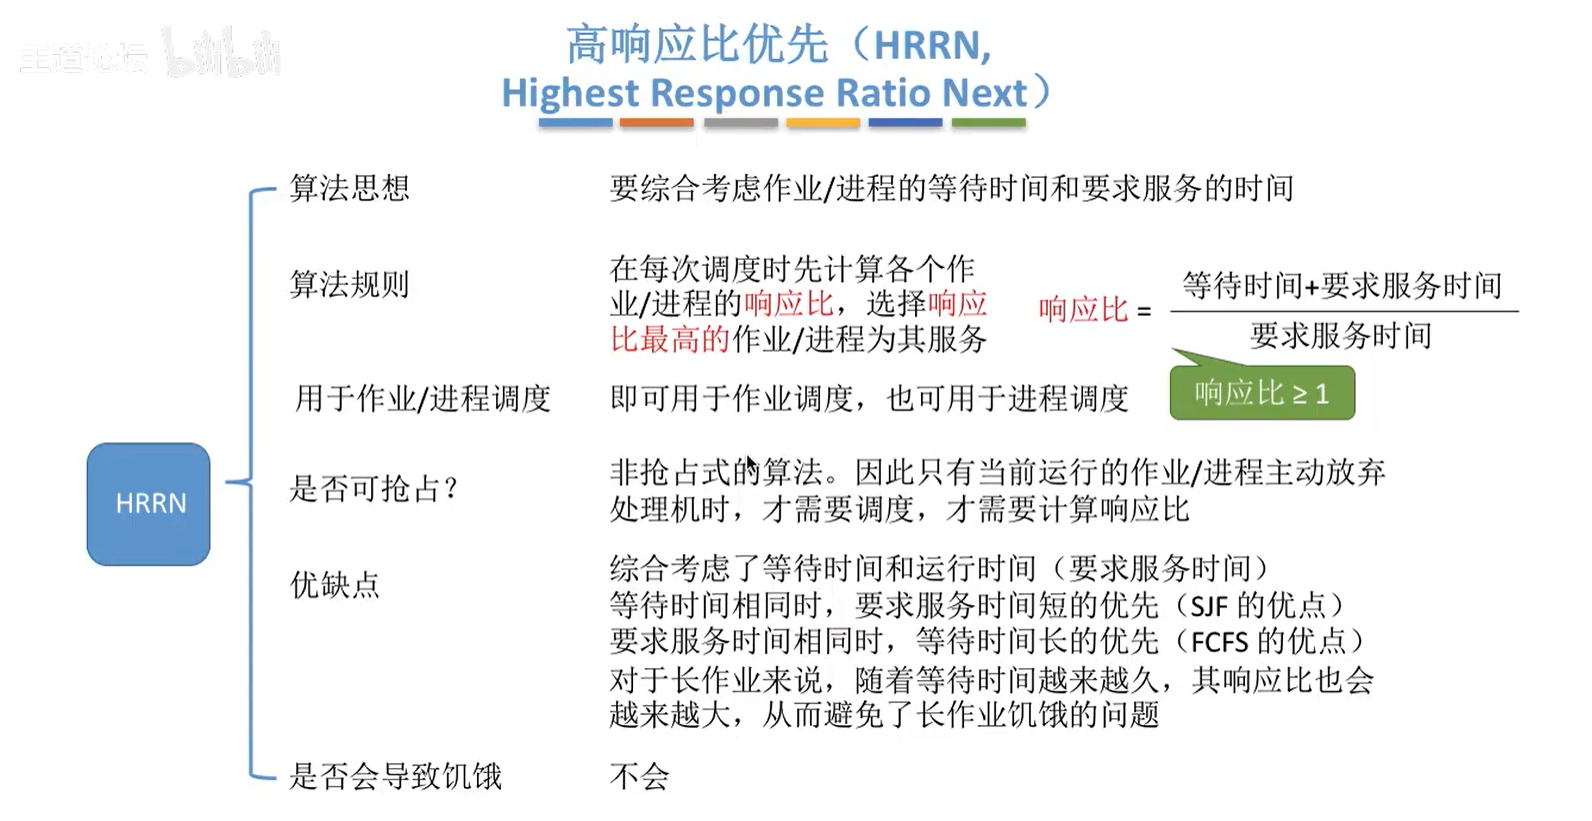 王道论坛 bilibili
高响应比优先（HRRN,
Highest Response Ratio Next）
算法思想
要综合考虑作业/进程的等待时间和要求服务的时间
算法规则
在每次调度时先计算各个作
业/进程的响应比，选择响应
比最高的作业/进程为其服务
响应比 =
等待时间+要求服务时间
要求服务时间
响应比 ≥ 1
用于作业/进程调度
即可用于作业调度，也可用于进程调度
HRRN
是否可抢占？
非抢占式的算法。因此只有当前运行的作业/进程主动放弃
处理机时，才需要调度，才需要计算响应比
优缺点
综合考虑了等待时间和运行时间（要求服务时间）
等待时间相同时，要求服务时间短的优先（SJF 的优点）
要求服务时间相同时，等待时间长的优先（FCFS 的优点）
对于长作业来说，随着等待时间越来越久，其响应比也会
越来越大，从而避免了长作业饥饿的问题
是否会导致饥饿
不会